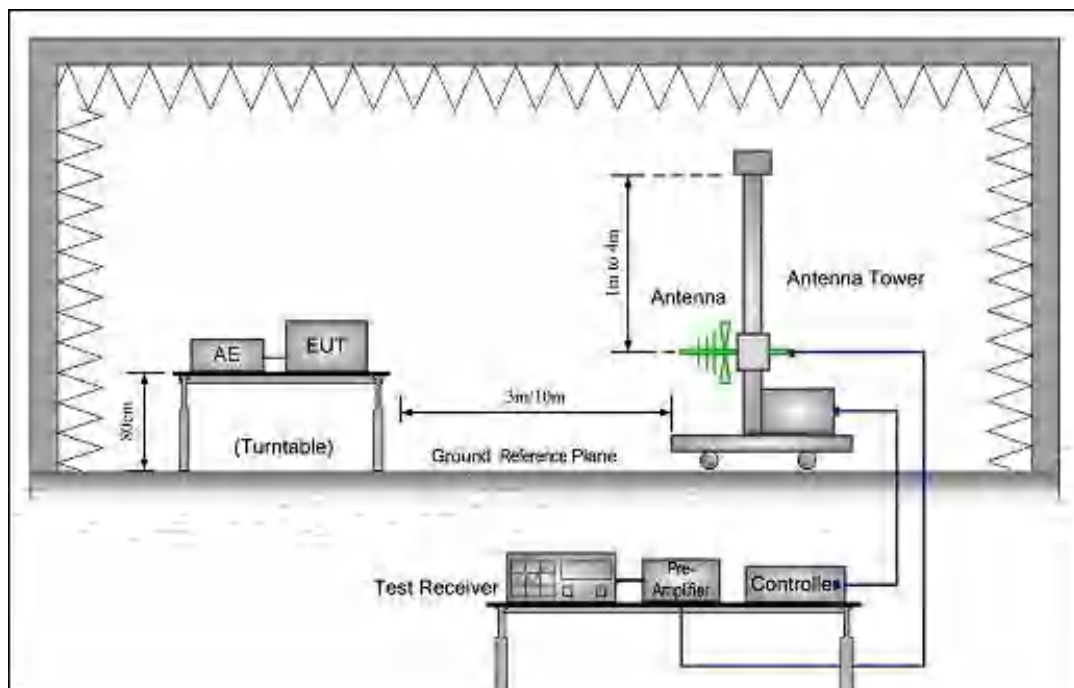 1m to 4m
Antenna
Antenna Tower
AE
EUT
80cm
3m/10m
(Turntable)
Ground Reference Plane
Test Receiver
Pre-
Amplifier
Controller